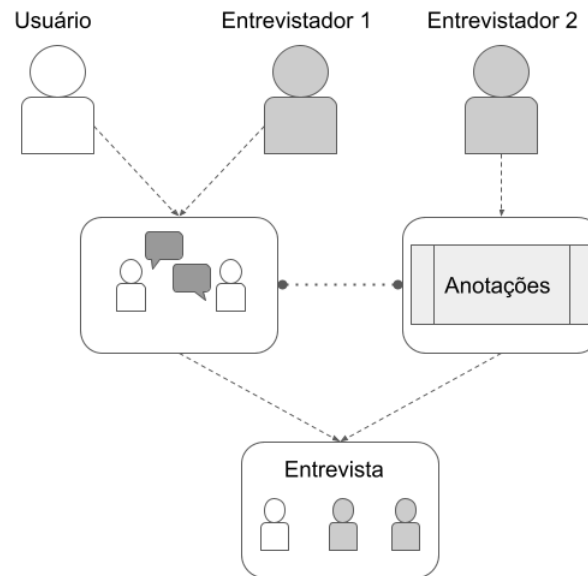 Usuário
Entrevistador 1
Entrevistador 2
Anotações
Entrevista